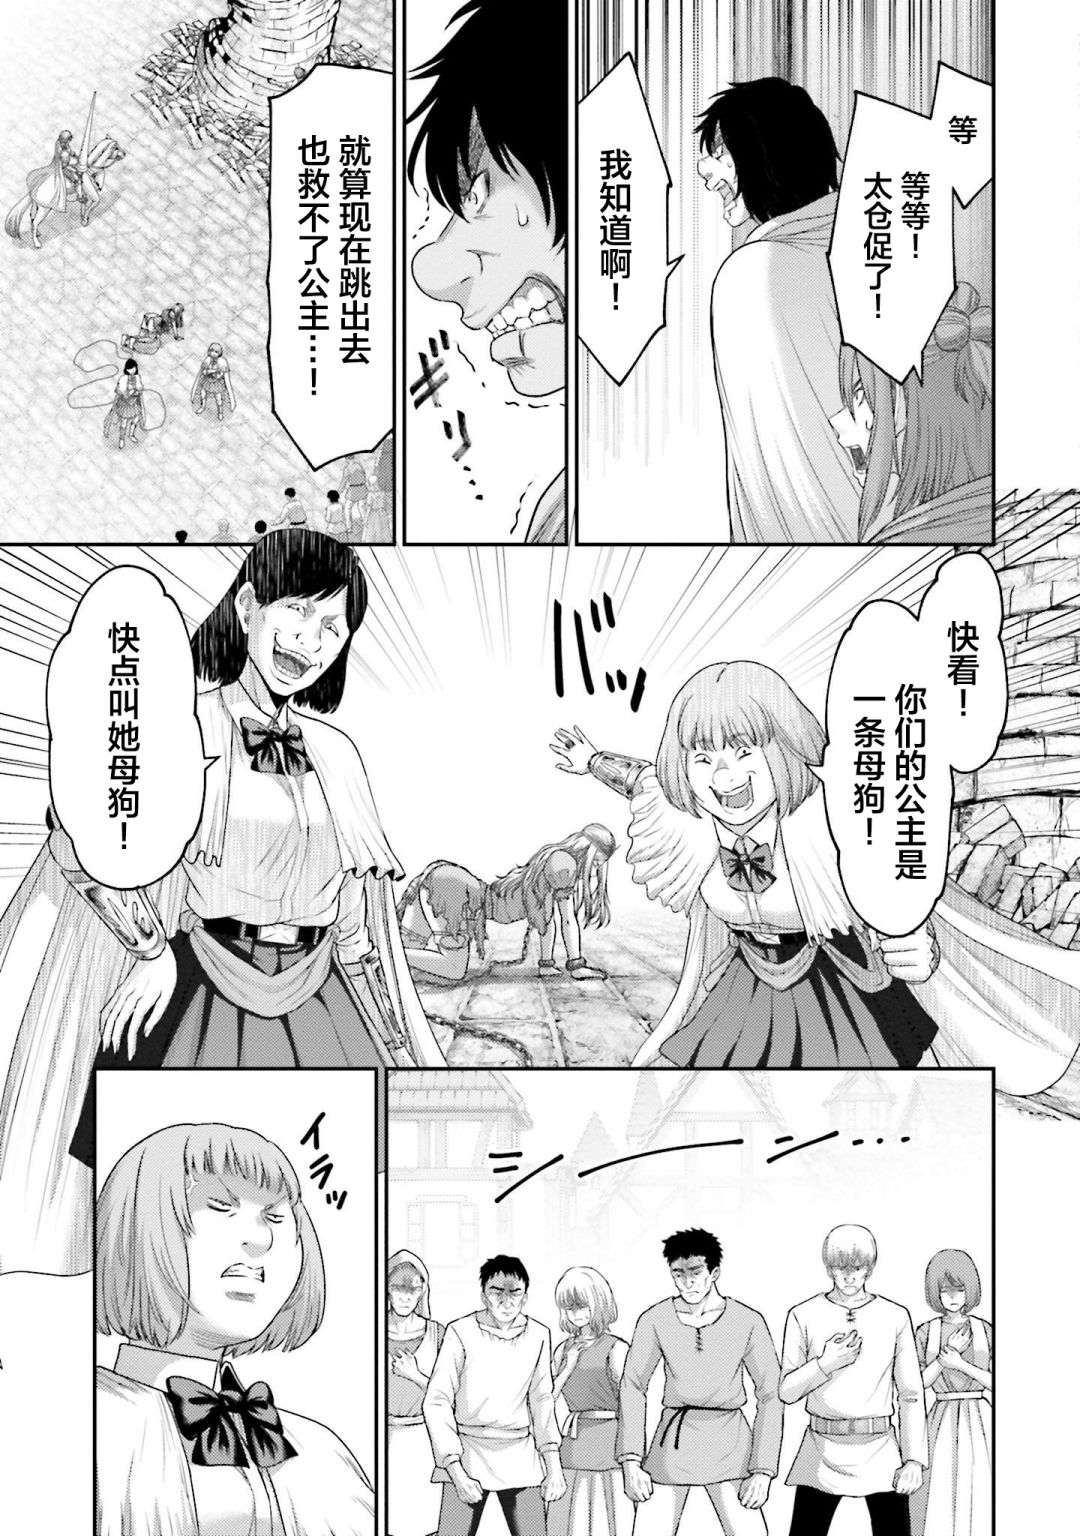 等
等等！
太仓促了！
我知道啊！
ギリ
就算现在跳出去
也救不了公主…！
バッ
快看！
你们的公主是
一条母狗！
快点叫她母狗！
シーン
イラッ